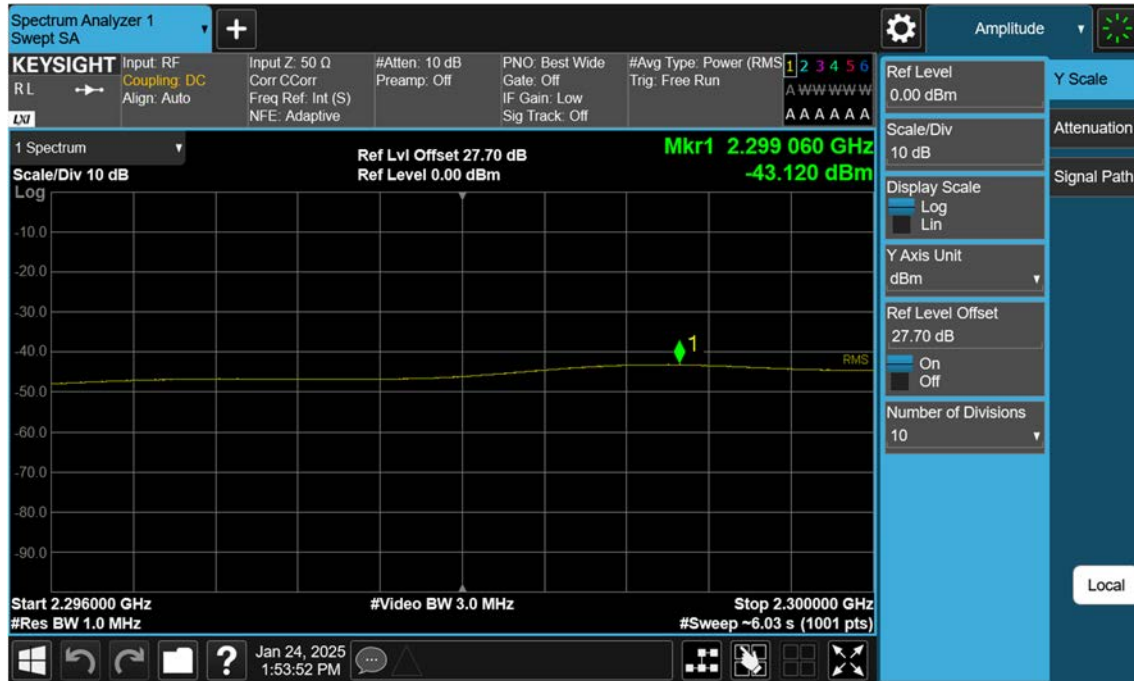 Spectrum Analyzer 1
Swept SA
+
Amplitude
KEYSIGHT
RL
LXI
Input: RF
Coupling: DC
Align: Auto
Input Z: 50 Ω
Corr CCorr
Freq Ref: Int (S)
NFE: Adaptive
#Atten: 10 dB
Preamp: Off
PNO: Best Wide
Gate: Off
IF Gain: Low
Sig Track: Off
#Avg Type: Power (RMS
Trig: Free Run
1 2 3 4 5 6
A W W W W W
A A A A A A
1 Spectrum
Scale/Div 10 dB
Log
Ref Lvl Offset 27.70 dB
Ref Level 0.00 dBm
Mkr1 2.299 060 GHz
-43.120 dBm
-10.0
-20.0
-30.0
-40.0
-50.0
-60.0
-70.0
-80.0
-90.0
1
RMS
Start 2.296000 GHz
#Res BW 1.0 MHz
#Video BW 3.0 MHz
Stop 2.300000 GHz
#Sweep ~6.03 s (1001 pts)
Ref Level
0.00 dBm
Scale/Div
10 dB
Display Scale
Log
Lin
Y Axis Unit
dBm
Ref Level Offset
27.70 dB
On
Off
Number of Divisions
10
Y Scale
Attenuation
Signal Path
Local
?
Jan 24, 2025
1:53:52 PM